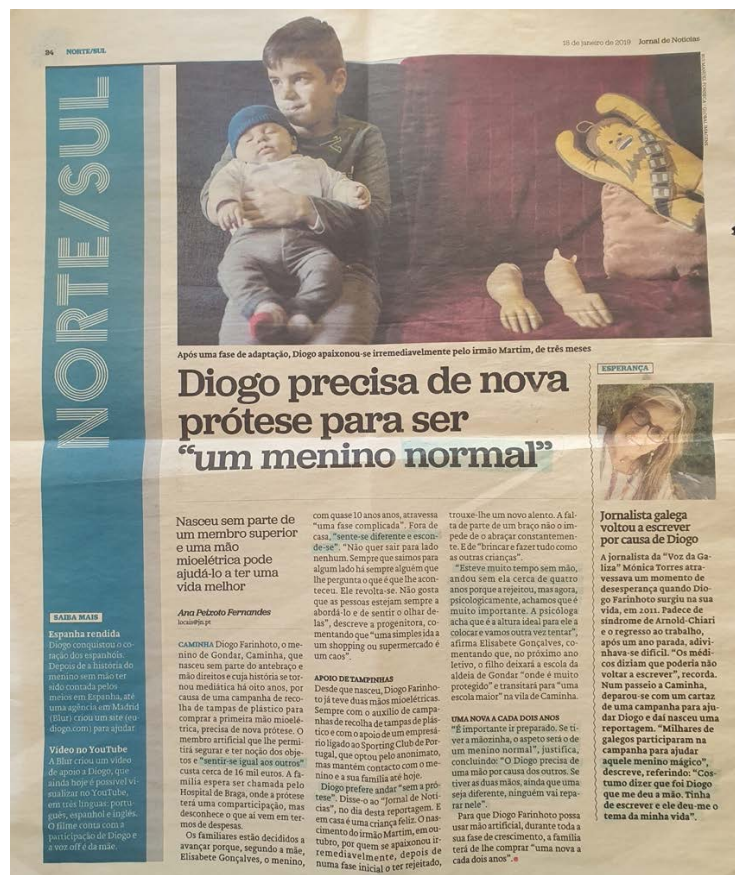 24 NORTE/SUL
18 de janeiro de 2019 Jornal de Notícias
NORTE/SUL
Após uma fase de adaptação, Diogo apaixonou-se irremediavelmente pelo irmão Martim, de três meses
Diogo precisa de nova
prótese para ser
“um menino normal”
Nasceu sem parte de
um membro superior
e uma mão
mioelétrica pode
ajudá-lo a ter uma
vida melhor
Ana Peixoto Fernandes
locais@jn.pt
CAMINHA Diogo Farinhoto, o me-
nino de Gondar, Caminha, que
nasceu sem parte do antebraço e
mão direitos e cuja história se tor-
nou mediática há oito anos, por
causa de uma campanha de reco-
lha de tampas de plástico para
comprar a primeira mão mioelé-
trica, precisa de nova prótese. O
membro artificial que lhe permi-
tirá segurar e ter noção dos objetos
e “sentir-se igual aos outros”
custa cerca de 16 mil euros. A fa-
mília espera ser chamada pelo
Hospital de Braga, onde a prótese
terá uma comparticipação, mas
desconhece o que aí vem em ter-
mos de despesas.
Os familiares estão decididos a
avançar porque, segundo a mãe,
Elisabete Gonçalves, o menino,
com quase 10 anos anos, atravessa
“uma fase complicada”. Fora de
casa, “sente-se diferente e escon-
de-se”. “Não quer sair para lado
nenhum. Sempre que saímos para
algum lado há sempre alguém que
lhe pergunta o que é que lhe acon-
teceu. Ele revolta-se. Não gosta
que as pessoas estejam sempre a
abordá-lo e de sentir o olhar de-
las”, descreve a progenitora, co-
mentando que “uma simples ida a
um shopping ou supermercado é
um caos”.
APOIO DE TAMPINHAS
Desde que nasceu, Diogo Farinho-
to já teve duas mãos mioelétricas.
Sempre com o auxílio de campa-
nhas de recolha de tampas de plás-
tico e com o apoio de um empresá-
rio ligado ao Sporting Club de Por-
tugal, que optou pelo anonimato,
mas mantém contacto com o me-
nino e a sua família até hoje.
Diogo prefere andar “sem a pró-
tese”. Disse-o ao “Jornal de Notí-
cias”, no dia desta reportagem. E
em casa é uma criança feliz. O nas-
cimento do irmão Martim, em ou-
tubro, por quem se apaixonou ir-
remediavelmente, depois de
numa fase inicial o ter rejeitado,
trouxe-lhe um novo alento. A fal-
ta de parte de um braço não o im-
pede de o abraçar constantemen-
te. E de “brincar e fazer tudo como
as outras crianças”.
“Esteve muito tempo sem mão,
andou sem ela cerca de quatro
anos porque a rejeitou, mas agora,
psicologicamente, achamos que é
muito importante. A psicóloga
acha que é a altura ideal para ele a
colocar e vamos outra vez tentar”,
afirma Elisabete Gonçalves, co-
mentando que, no próximo ano
letivo, o filho deixará a escola da
aldeia de Gondar “onde é muito
protegido” e transitará para “uma
escola maior” na vila de Caminha.
UMA NOVA A CADA DOIS ANOS
“É importante ir preparado. Se ti-
ver a mãozinha, o aspeto será o de
um menino normal”, justifica,
concluindo: “O Diogo precisa de
uma mão por causa dos outros. Se
tiver as duas mãos, ainda que uma
seja diferente, ninguém vai repa-
rar nele”.
Para que Diogo Farinhoto possa
usar mão artificial, durante toda a
sua fase de crescimento, a família
terá de lhe comprar “uma nova a
cada dois anos”.
ESPERANÇA
Jornalista galega
voltou a escrever
por causa de Diogo
A jornalista da “Voz da Ga-
liza” Mónica Torres atra-
vessava um momento de
desesperança quando Dio-
go Farinhoto surgiu na sua
vida, em 2011. Padece de
síndrome de Arnold-Chiari
e o regresso ao trabalho,
após um ano parada, adivi-
nhava-se difícil. “Os médi-
cos diziam que poderia não
voltar a escrever”, recorda.
Num passeio a Caminha,
deparou-se com um cartaz
de uma campanha para aju-
dar Diogo e daí nasceu uma
reportagem. “Milhares de
galegos participaram na
campanha para ajudar
aquele menino mágico”,
descreve, referindo: “Cos-
tumo dizer que foi Diogo
que me deu a mão. Tinha
de escrever e ele deu-me o
tema da minha vida”.
SAIBA MAIS
Espanha rendida
Diogo conquistou o co-
ração dos espanhóis.
Depois de a história do
menino sem mão ter
sido contada pelos
meios em Espanha, até
uma agência em Madrid
(Blur) criou um site (eu-
diogn.com) para ajudar
Vídeo no YouTube
A Blur criou um vídeo
de apoio a Diogo, que
ainda hoje é possível vi-
sualizar no YouTube,
em três línguas: portu-
guês, espanhol e inglês.
O filme conta com a
participação de Diogo e
a voz off é da mãe.